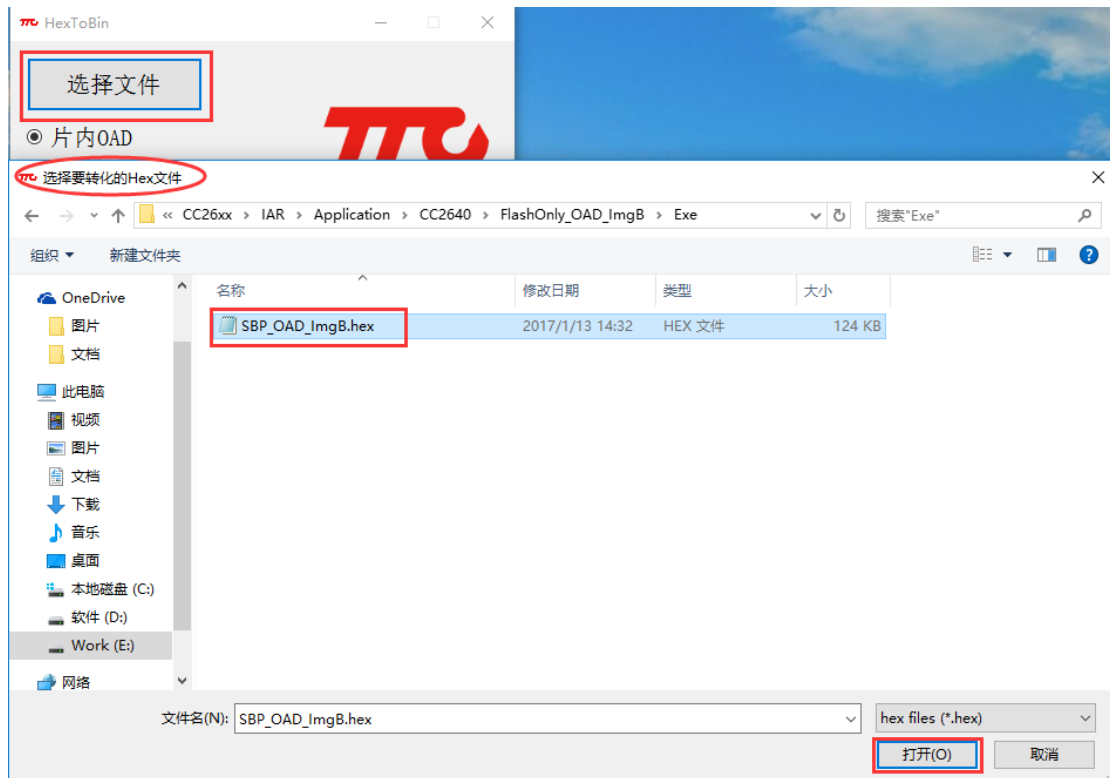 TTC HexToBin
选择文件
片内OAD
TTC
TTC 选择要转化的Hex文件
« CC26xx › IAR › Application › CC2640 › FlashOnly_OAD_ImgB › Exe
搜索"Exe"
组织 新建文件夹
名称 修改日期 类型 大小
SBP_OAD_ImgB.hex 2017/1/13 14:32 HEX 文件 124 KB
OneDrive
图片
文档
此电脑
视频
图片
文档
下载
音乐
桌面
本地磁盘 (C:)
软件 (D:)
Work (E:)
网络
文件名(N): SBP_OAD_ImgB.hex hex files (*.hex)
打开(O) 取消